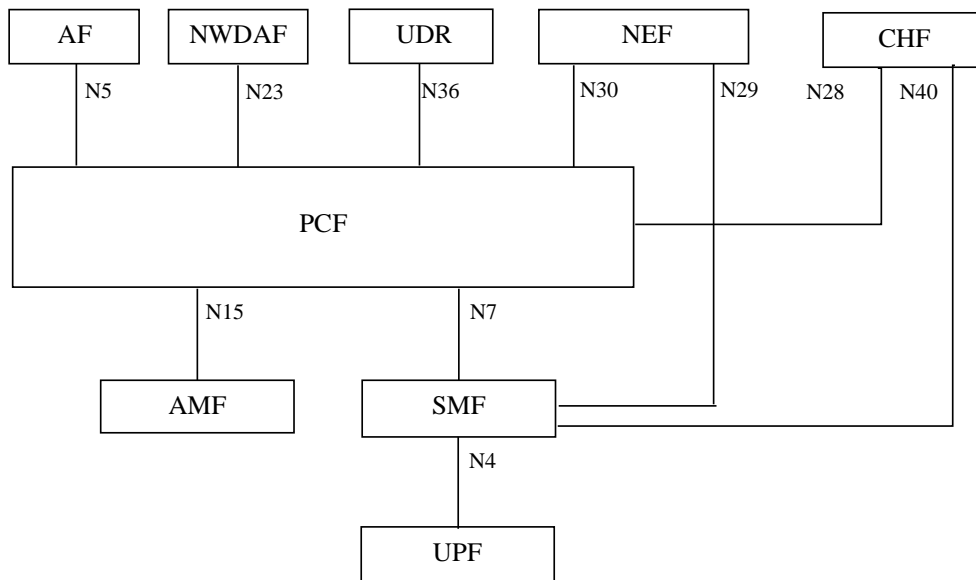 AF
NWDAF
UDR
NEF
CHF
N5
N23
N36
N30
N29
N28
N40
PCF
N15
N7
AMF
SMF
N4
UPF